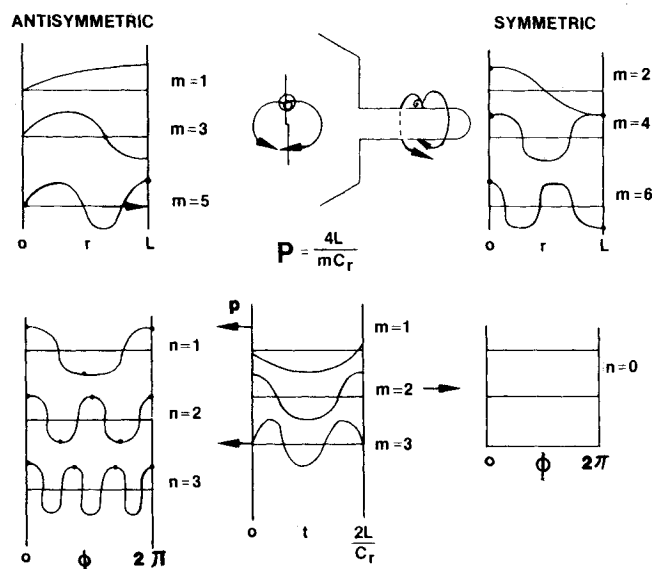 ANTISYMMETRIC
m=1
m=3
m=5
o r L
P = 4L / mCr
SYMMETRIC
m=2
m=4
m=6
o r L
n=1
n=2
n=3
o ϕ 2π
p
m=1
m=2
m=3
o t 2L/Cr
n=0
o ϕ 2π